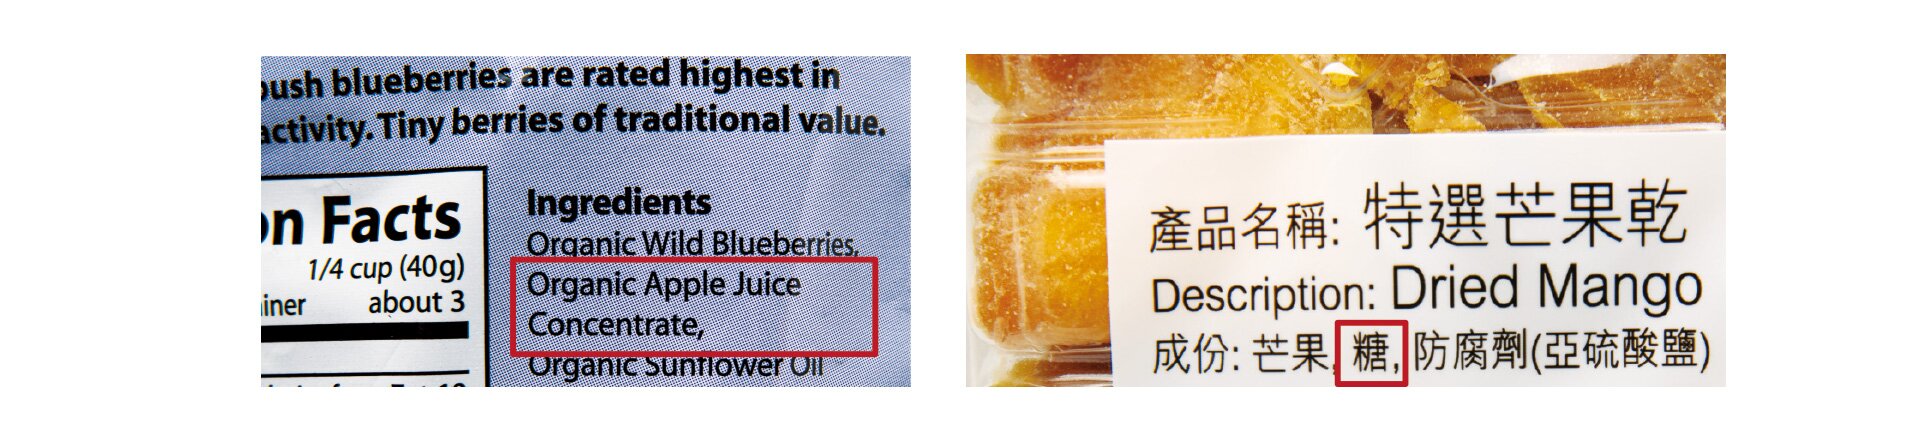 bush blueberries are rated highest in
activity. Tiny berries of traditional value.
on Facts
1/4 cup (40g)
about 3
Ingredients
Organic Wild Blueberries,
Organic Apple Juice
Concentrate,
Organic Sunflower Oil
產品名稱: 特選芒果乾
Description: Dried Mango
成份: 芒果, 糖, 防腐劑(亞硫酸鹽)